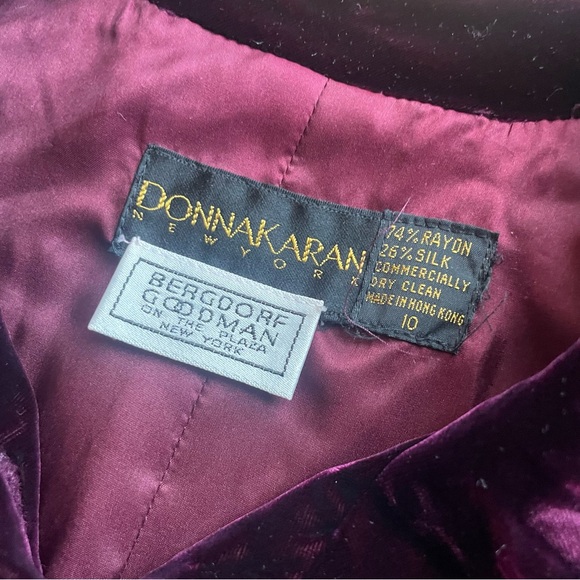 DONNAKARAN
NEW YORK
74% RAYON
26% SILK
COMMERCIALLY
DRY CLEAN
MADE IN HONG KONG
10
BERGDORF
GOODMAN
ON THE PLAZA
NEW YORK